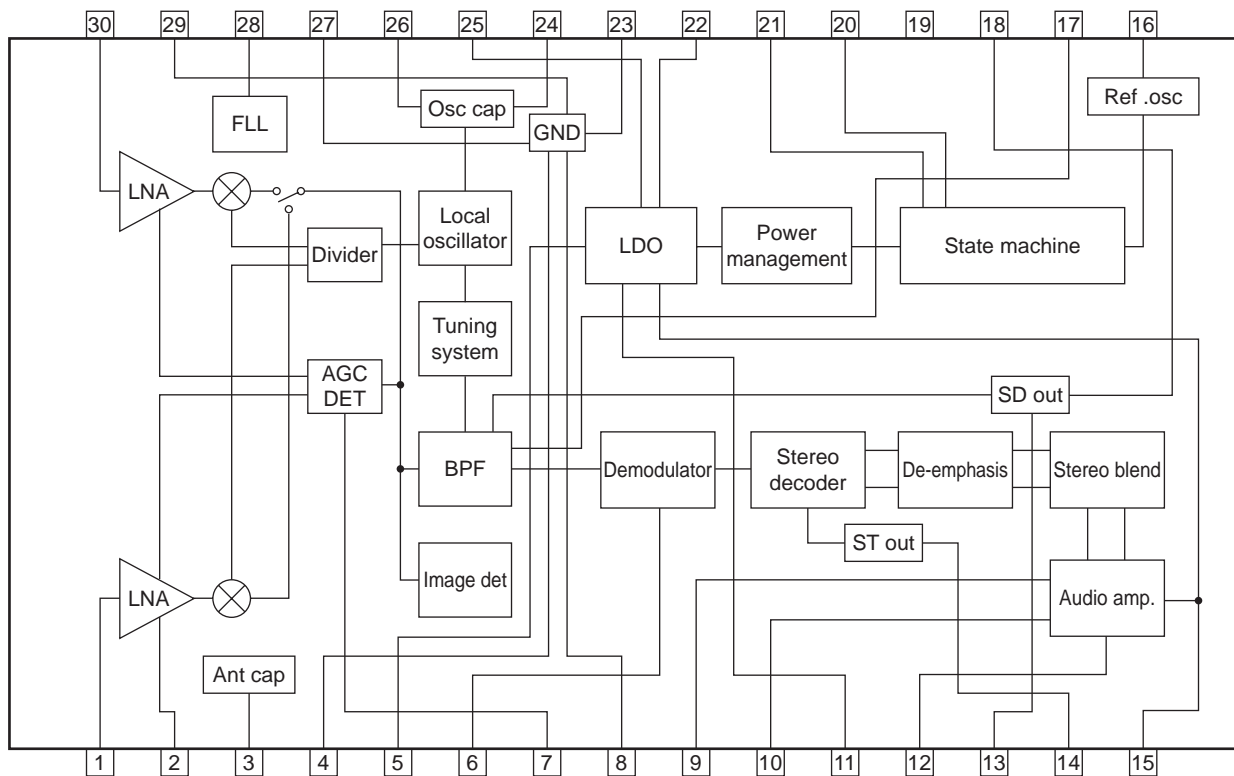 30 29 28 27 26 25 24 23 22 21 20 19 18 17 16
Ref .osc
Osc cap
FLL
GND
LNA
Local
oscillator
Divider
LDO
Power
management
State machine
Tuning
system
AGC
DET
SD out
BPF
Demodulator
Stereo
decoder
De-emphasis
Stereo blend
ST out
Image det
LNA
Audio amp.
Ant cap
1 2 3 4 5 6 7 8 9 10 11 12 13 14 15